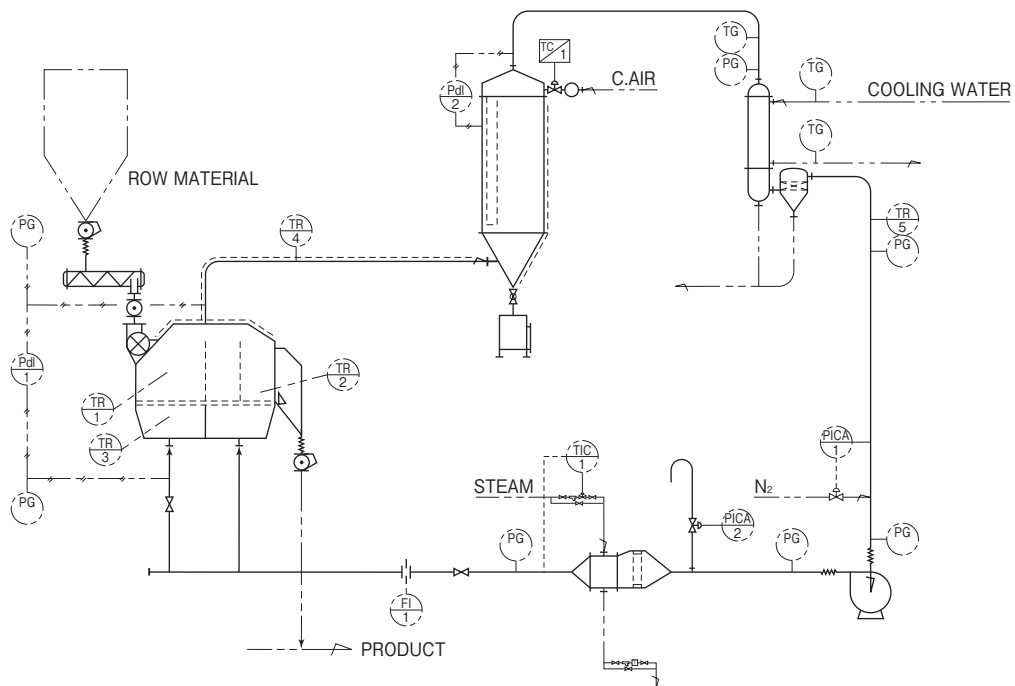 TC
1
TG
PG
C.AIR
TG
COOLING WATER
PdI
2
TG
ROW MATERIAL
PG
TR
4
TR
5
PG
PdI
1
TR
2
TR
1
TR
3
PG
TIC
1
STEAM
PICA
1
N₂
PG
PICA
2
PG
PG
FI
1
PRODUCT